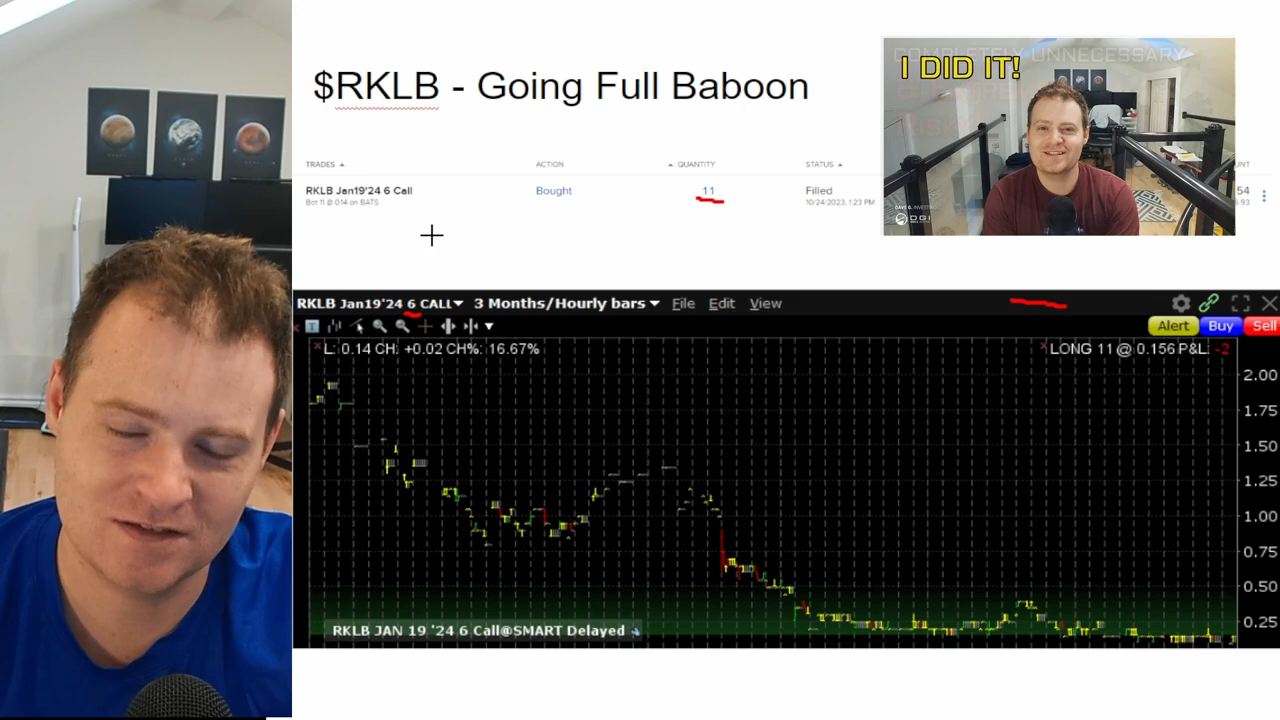 $RKLB - Going Full Baboon
COMPLETELY UNNECESSARY
I DID IT!
TRADES ACTION QUANTITY STATUS
RKLB Jan19'24 6 Call Bought 11 Filled 54
Bot 11 @ 0.14 on BATS 10/24/2023, 1:23 PM 6.93
DGI
RKLB Jan19'24 6 CALL 3 Months/Hourly bars File Edit View
Alert Buy Sell
L: 0.14 CH: +0.02 CH%: 16.67% LONG 11 @ 0.156 P&L: -2
2.00
1.75
1.50
1.25
1.00
0.75
0.50
0.25
RKLB JAN 19 '24 6 Call@SMART Delayed